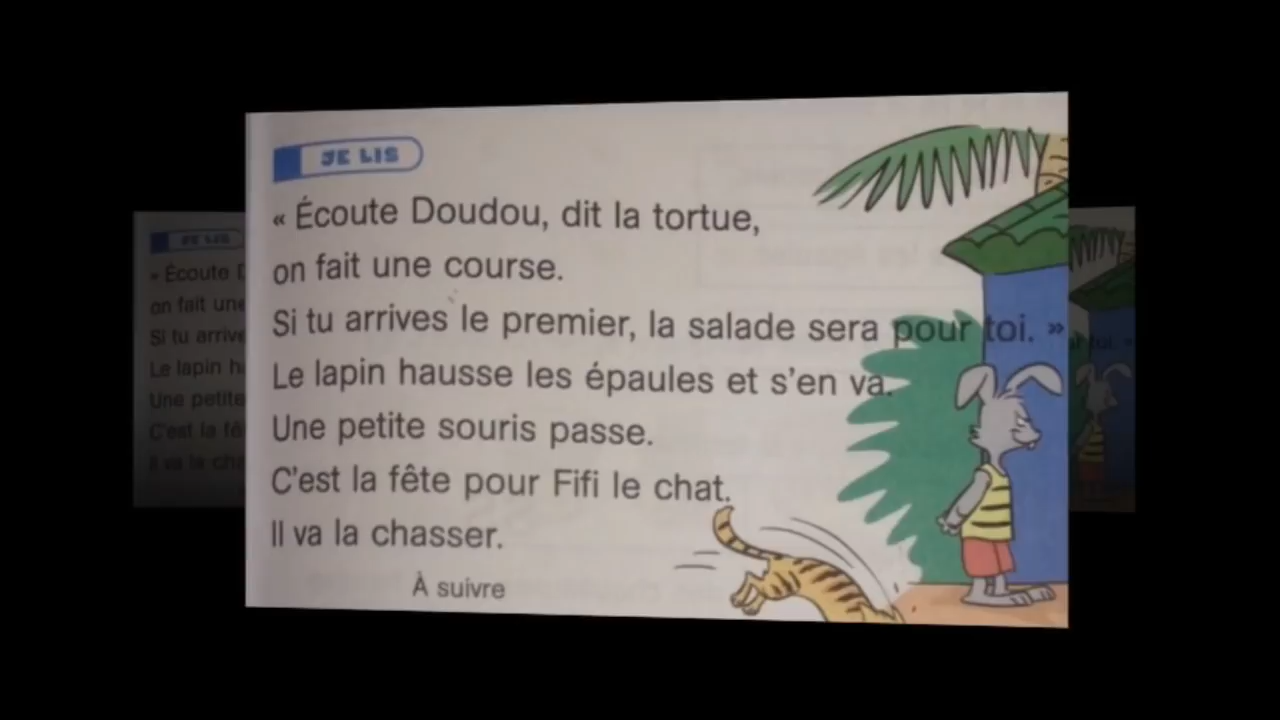 JE LIS
« Écoute Doudou, dit la tortue,
on fait une course.
Si tu arrives le premier, la salade sera pour toi. »
Le lapin hausse les épaules et s'en va.
Une petite souris passe.
C'est la fête pour Fifi le chat.
Il va la chasser.
À suivre